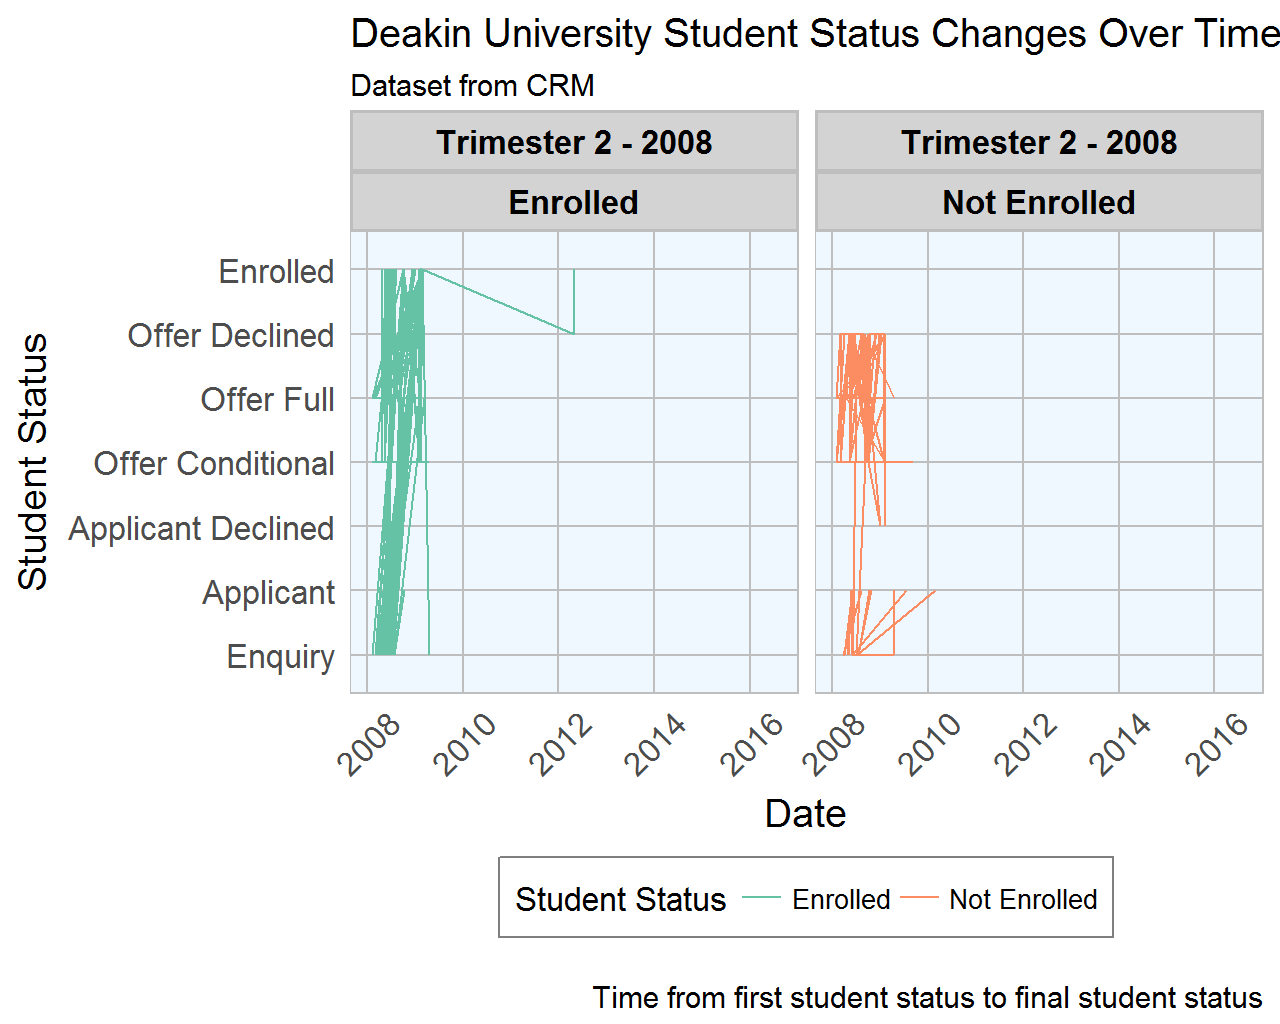 Deakin University Student Status Changes Over Time
Dataset from CRM
Trimester 2 - 2008
Trimester 2 - 2008
Enrolled
Not Enrolled
Student Status
Enrolled
Offer Declined
Offer Full
Offer Conditional
Applicant Declined
Applicant
Enquiry
2008 2010 2012 2014 2016
2008 2010 2012 2014 2016
Date
Student Status Enrolled Not Enrolled
Time from first student status to final student status